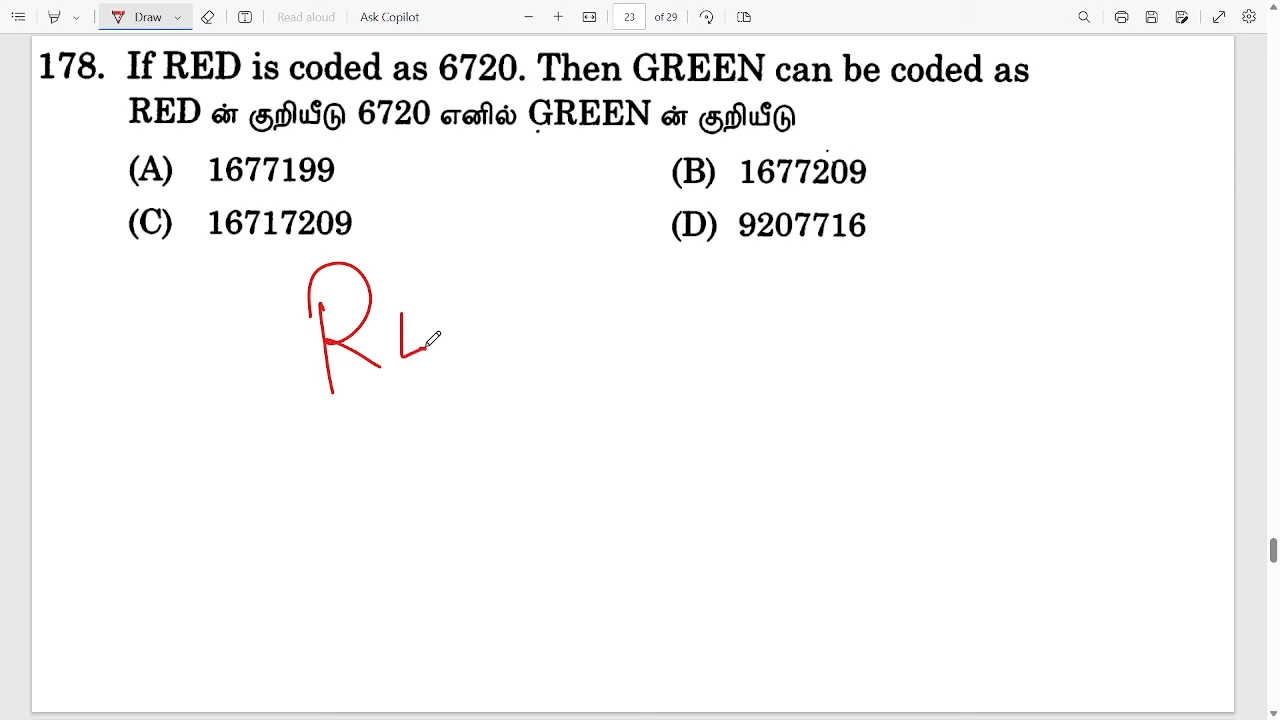 Draw
Read aloud
Ask Copilot
23
of 29
178. If RED is coded as 6720. Then GREEN can be coded as
RED ன் குறியீடு 6720 எனில் GREEN ன் குறியீடு
(A) 1677199
(B) 1677209
(C) 16717209
(D) 9207716
R